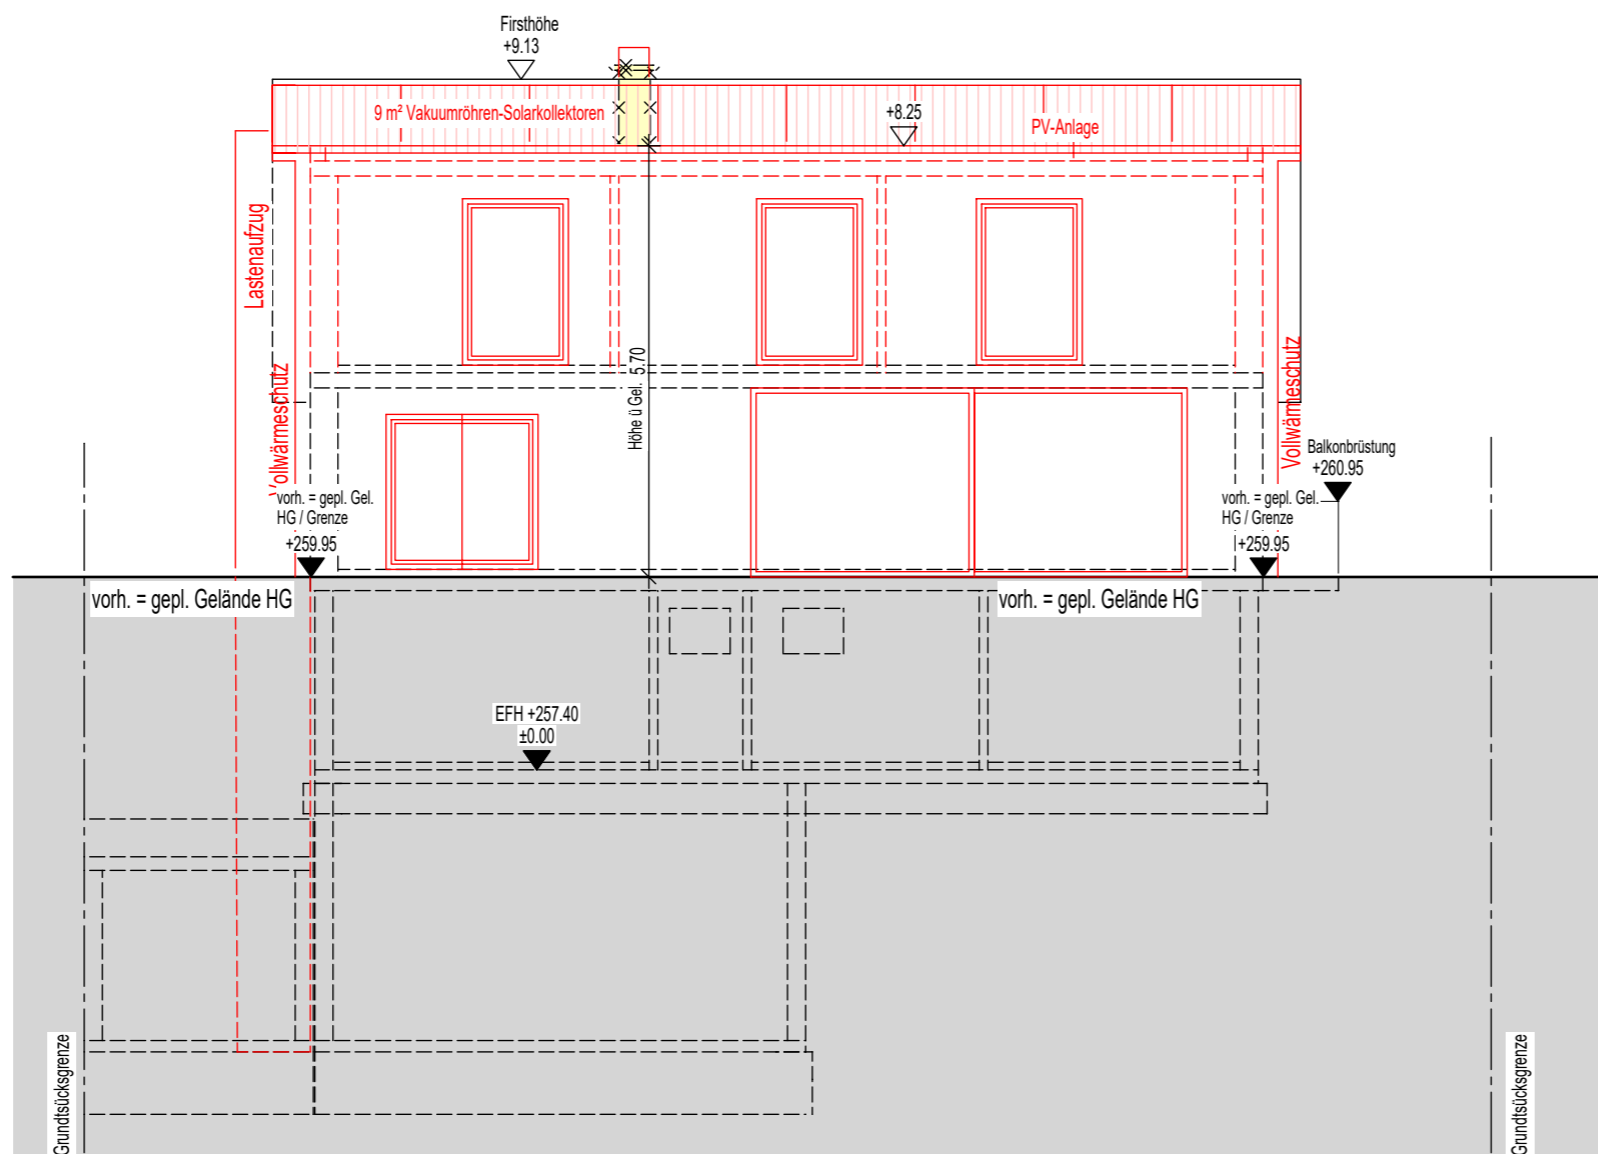 Firsthöhe
+9.13
9 m² Vakuumröhren-Solarkollektoren
+8.25
PV-Anlage
Lastenaufzug
Höhe ü Gel. 5.70
Vollwärmeschutz
Vollwärmeschutz
Balkonbrüstung
+260.95
vorh. = gepl. Gel.
HG / Grenze
+259.95
vorh. = gepl. Gel.
HG / Grenze
+259.95
vorh. = gepl. Gelände HG
vorh. = gepl. Gelände HG
EFH +257.40
±0.00
Grundtsücksgrenze
Grundtsücksgrenze